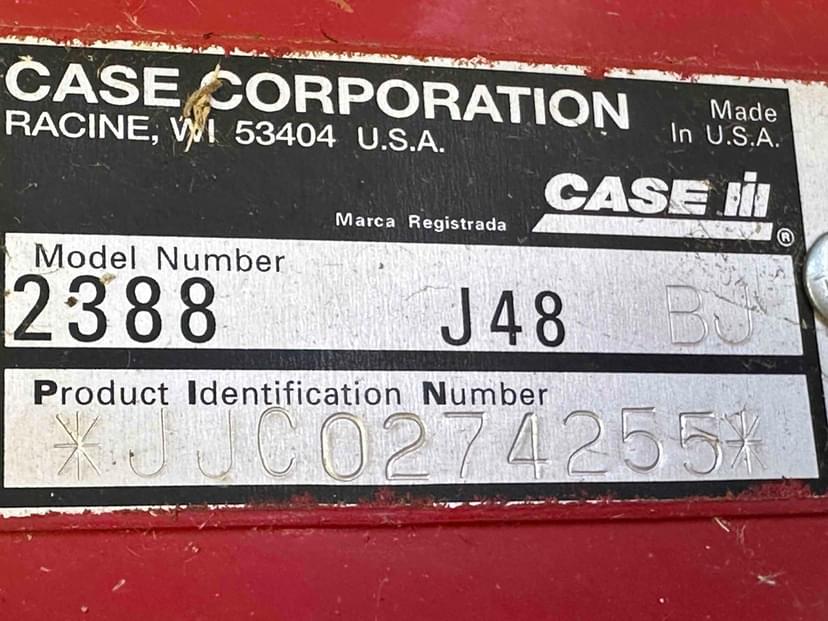 CASE CORPORATION
RACINE, WI 53404 U.S.A.
Made
In U.S.A.
CASE IH
®
Marca Registrada
Model Number
2388 J48 BJ
Product Identification Number
*JJC0274255*